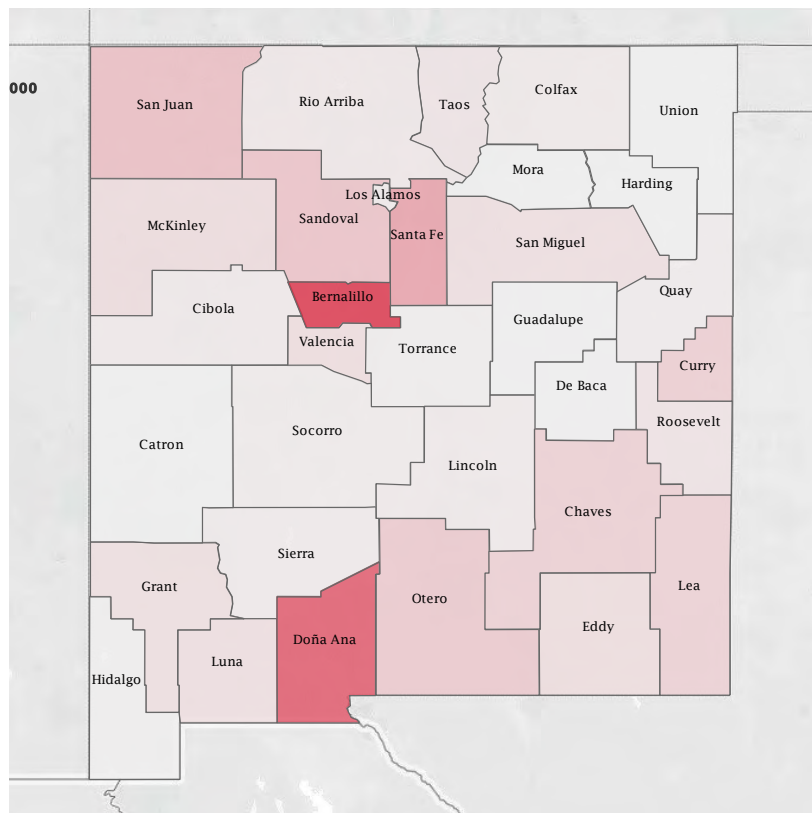 000
San Juan
Rio Arriba
Taos
Colfax
Union
Mora
Harding
Los Alamos
McKinley
Sandoval
Santa Fe
San Miguel
Bernalillo
Quay
Cibola
Guadalupe
Valencia
Torrance
Curry
De Baca
Roosevelt
Socorro
Catron
Lincoln
Chaves
Sierra
Grant
Otero
Lea
Eddy
Doña Ana
Luna
Hidalgo